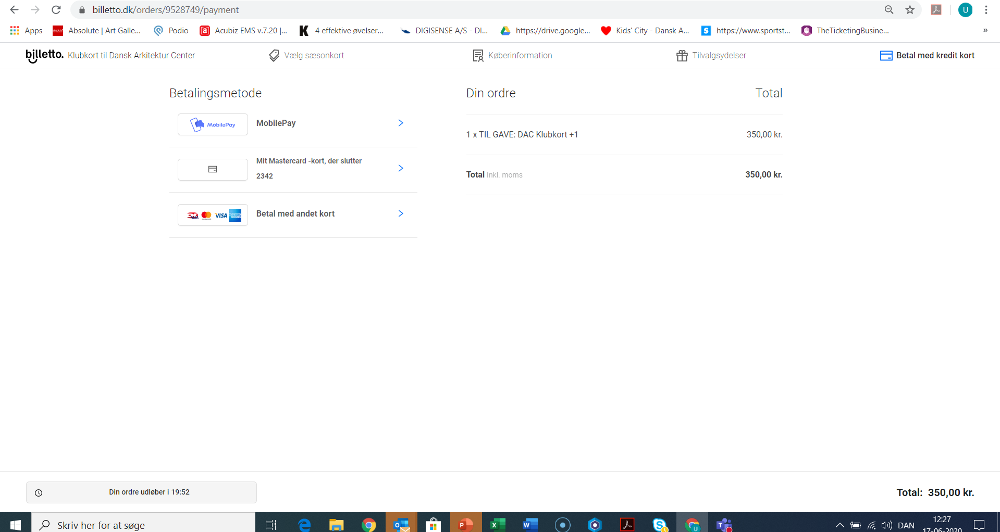 billetto.dk/orders/9528749/payment
U
Apps
Absolute | Art Galle...
Podio
Acubiz EMS v.7.20 |...
4 effektive øvelser...
DIGISENSE A/S - DI...
https://drive.google...
Kids' City - Dansk A...
https://www.sportst...
TheTicketingBusine...
»
billetto.
Klubkort til Dansk Arkitektur Center
Vælg sæsonkort
Køberinformation
Tilvalgsydelser
Betal med kredit kort
Betalingsmetode
MobilePay
MobilePay
Mit Mastercard -kort, der slutter
2342
VISA
Betal med andet kort
Din ordre
Total
1 x TIL GAVE: DAC Klubkort +1
350,00 kr.
Total Inkl. moms
350,00 kr.
Din ordre udløber i 19:52
Total: 350,00 kr.
Skriv her for at søge
DAN
12:27
17-06-2020